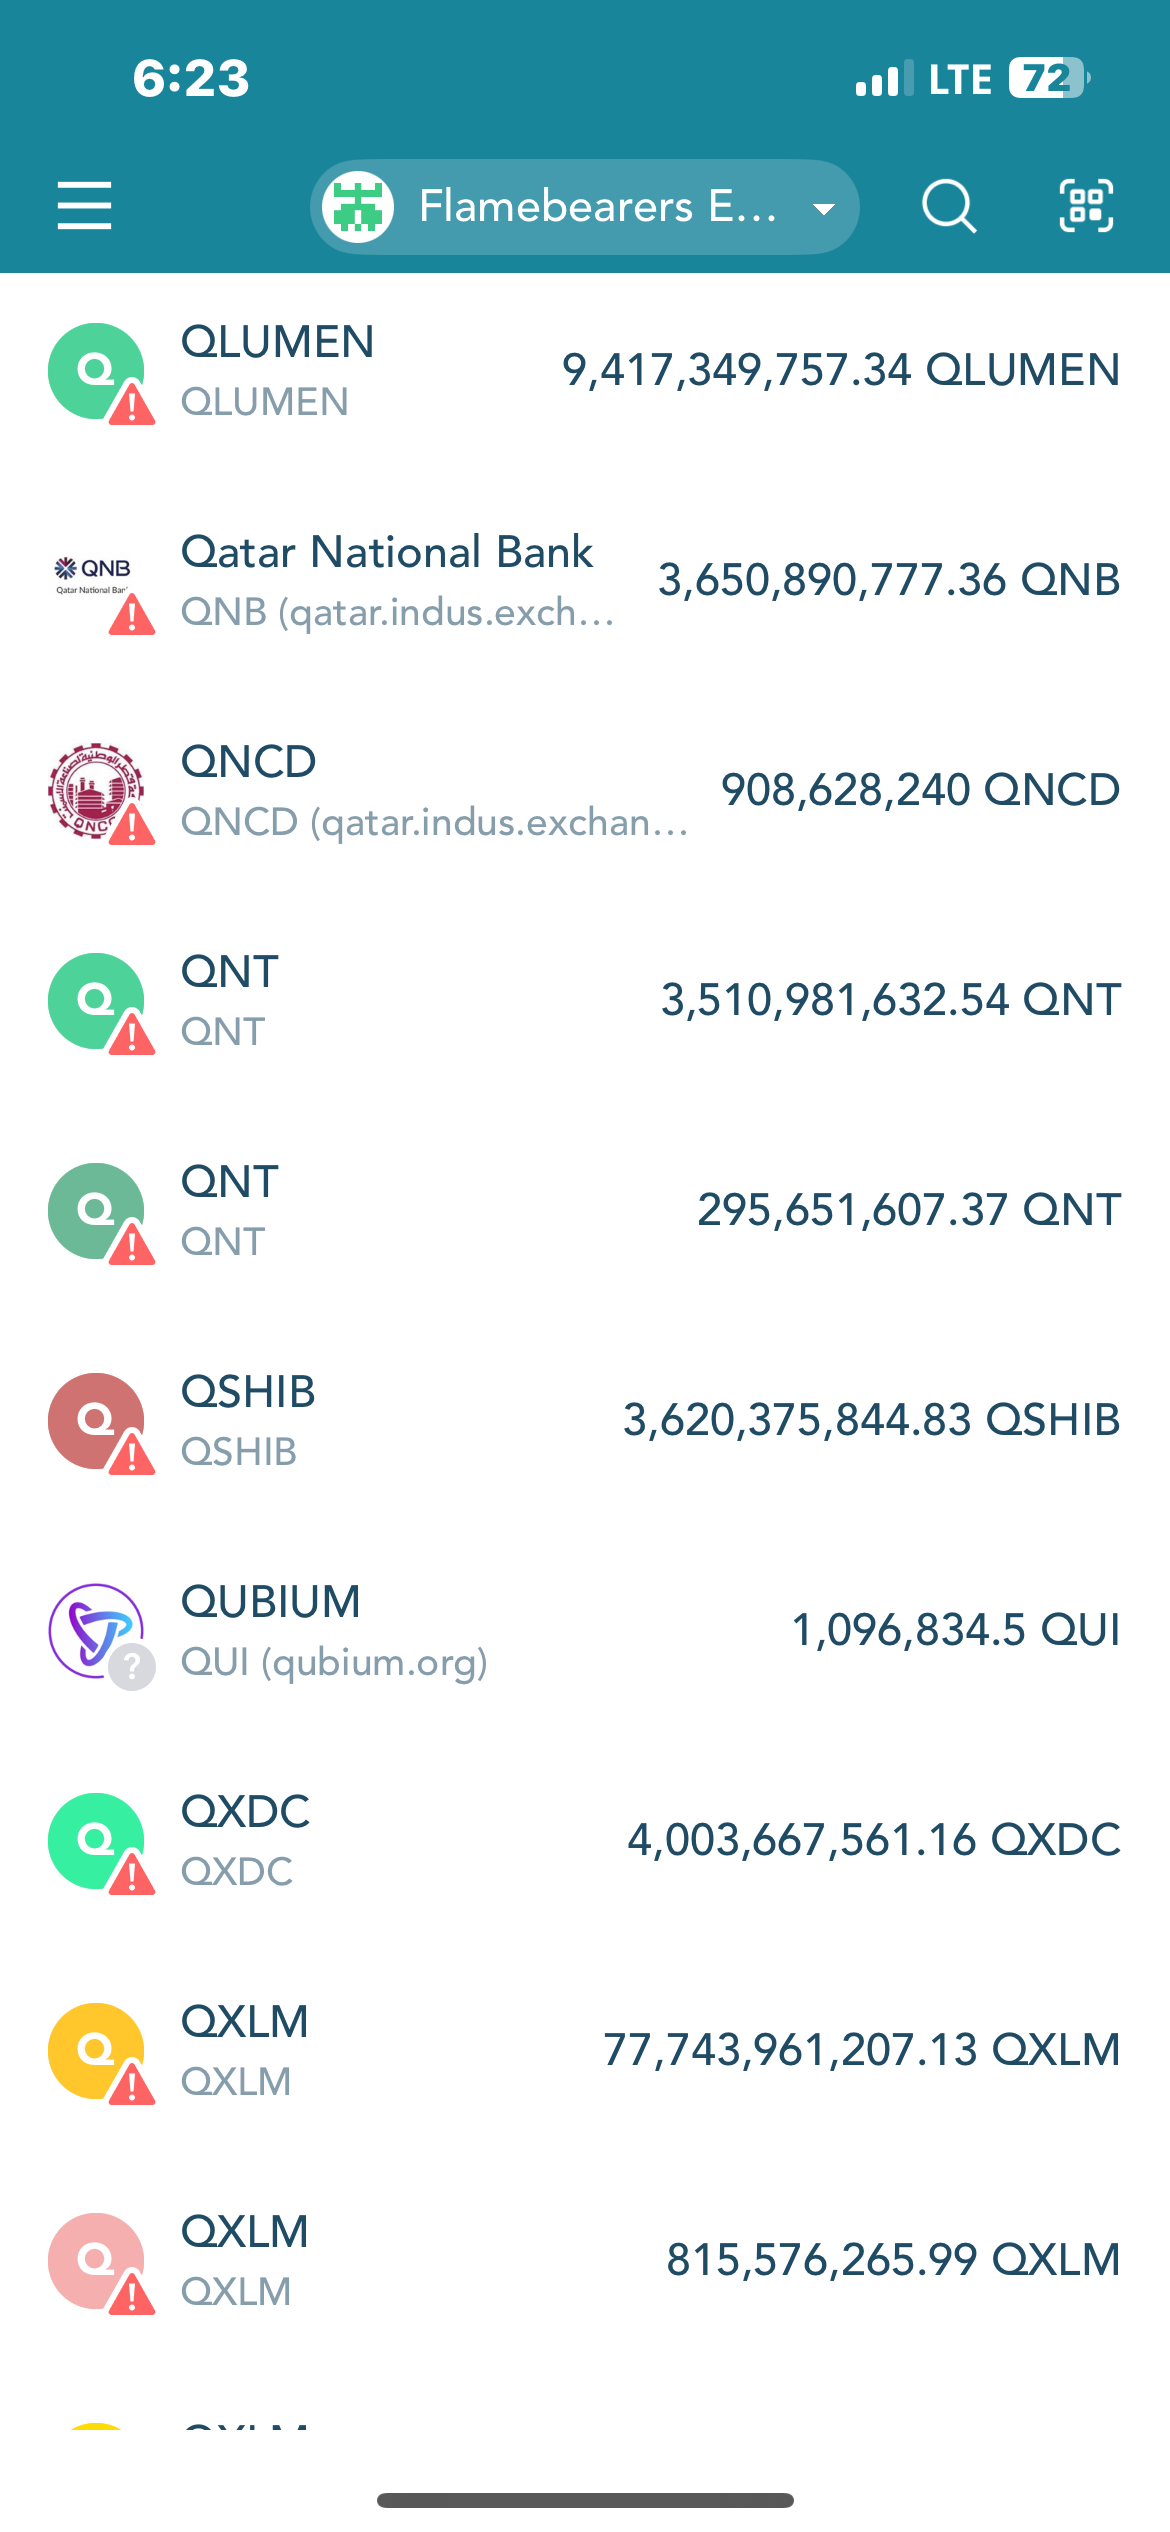 6:23
LTE
72
Flamebearers E...
Q
QLUMEN
QLUMEN
9,417,349,757.34 QLUMEN
QNB
Qatar National
Qatar National Bank
QNB (qatar.indus.exch...
3,650,890,777.36 QNB
QNCD
QNCD (qatar.indus.exchan...
908,628,240 QNCD
Q
QNT
QNT
3,510,981,632.54 QNT
Q
QNT
QNT
295,651,607.37 QNT
Q
QSHIB
QSHIB
3,620,375,844.83 QSHIB
?
QUBIUM
QUI (qubium.org)
1,096,834.5 QUI
Q
QXDC
QXDC
4,003,667,561.16 QXDC
Q
QXLM
QXLM
77,743,961,207.13 QXLM
Q
QXLM
QXLM
815,576,265.99 QXLM
QXLM